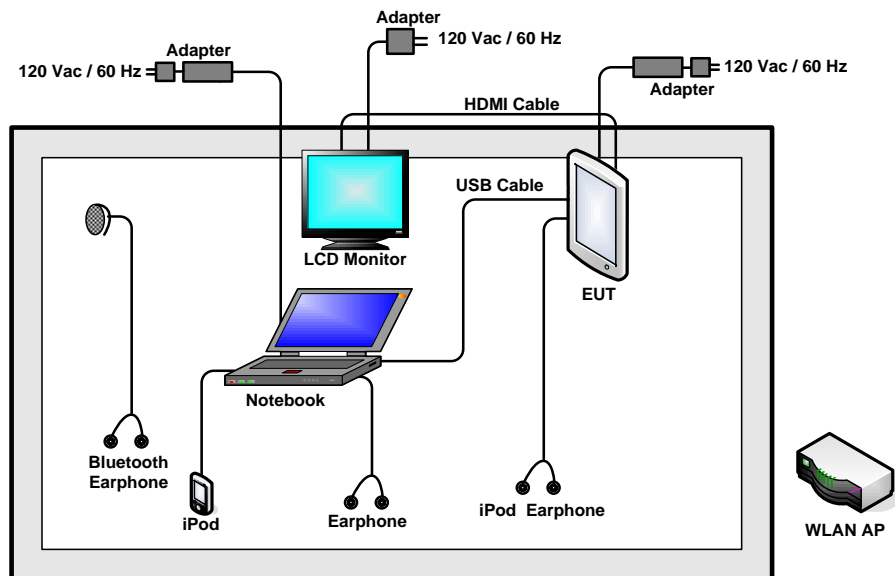 Adapter
120 Vac / 60 Hz
Adapter
120 Vac / 60 Hz
120 Vac / 60 Hz
Adapter
HDMI Cable
USB Cable
LCD Monitor
EUT
Notebook
Bluetooth
Earphone
iPod
Earphone
iPod Earphone
WLAN AP